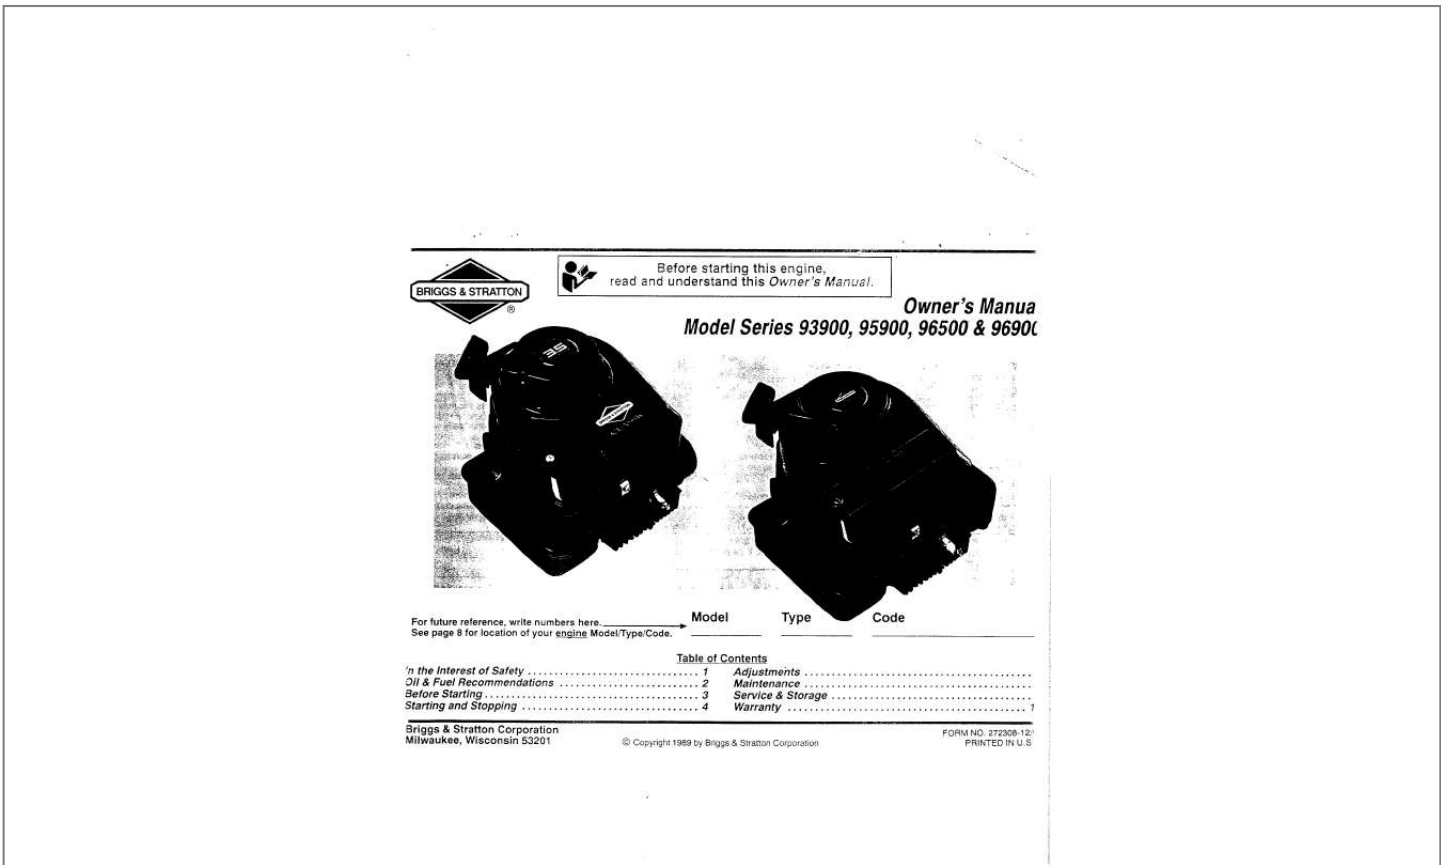 Before starting this engine,
read and understand this Owner's Manual.
BRIGGS & STRATTON
®
Owner's Manua
Model Series 93900, 95900, 96500 & 9690
35
For future reference, write numbers here.
See page 8 for location of your engine Model/Type/Code.
Model Type Code
Table of Contents
n the Interest of Safety 1
Oil & Fuel Recommendations 2
Before Starting 3
Starting and Stopping 4
Adjustments
Maintenance
Service & Storage
Warranty 1
Briggs & Stratton Corporation
Milwaukee, Wisconsin 53201
© Copyright 1989 by Briggs & Stratton Corporation
FORM NO. 272308-12/
PRINTED IN U.S